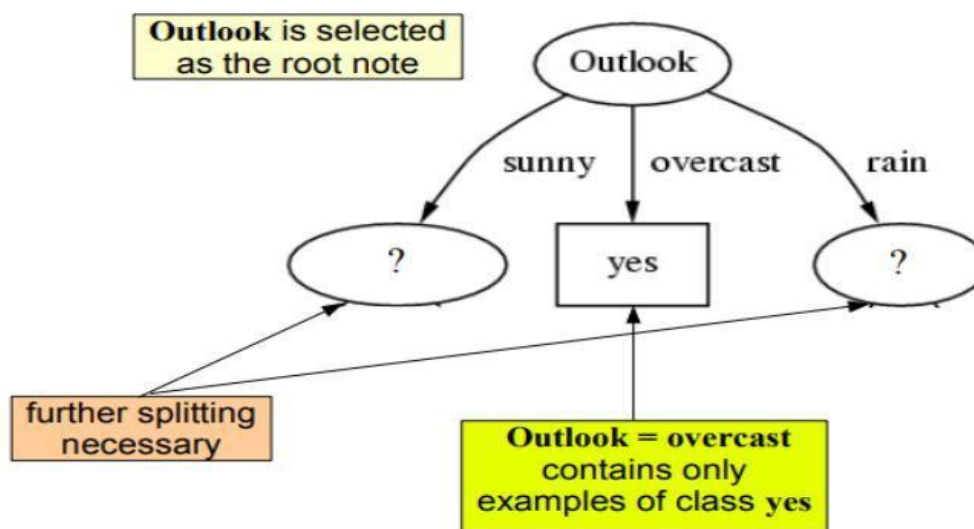 Outlook is selected
as the root note
Outlook
sunny
overcast
rain
?
yes
?
further splitting
necessary
Outlook = overcast
contains only
examples of class yes